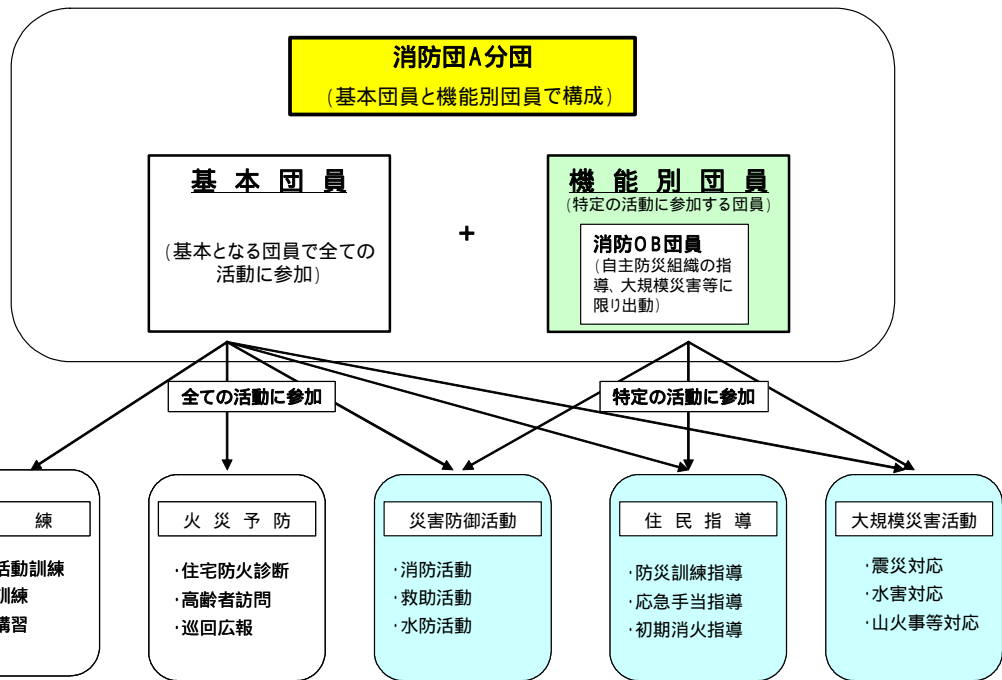 消防団A分団
(基本団員と機能別団員で構成)
基本団員
(基本となる団員で全ての
活動に参加)
+
機能別団員
(特定の活動に参加する団員)
消防OB団員
(自主防災組織の指
導、大規模災害等に
限り出動)
全ての活動に参加
特定の活動に参加
練
活動訓練
訓練
講習
火災予防
・住宅防火診断
・高齢者訪問
・巡回広報
災害防御活動
・消防活動
・救助活動
・水防活動
住民指導
・防災訓練指導
・応急手当指導
・初期消火指導
大規模災害活動
・震災対応
・水害対応
・山火事等対応